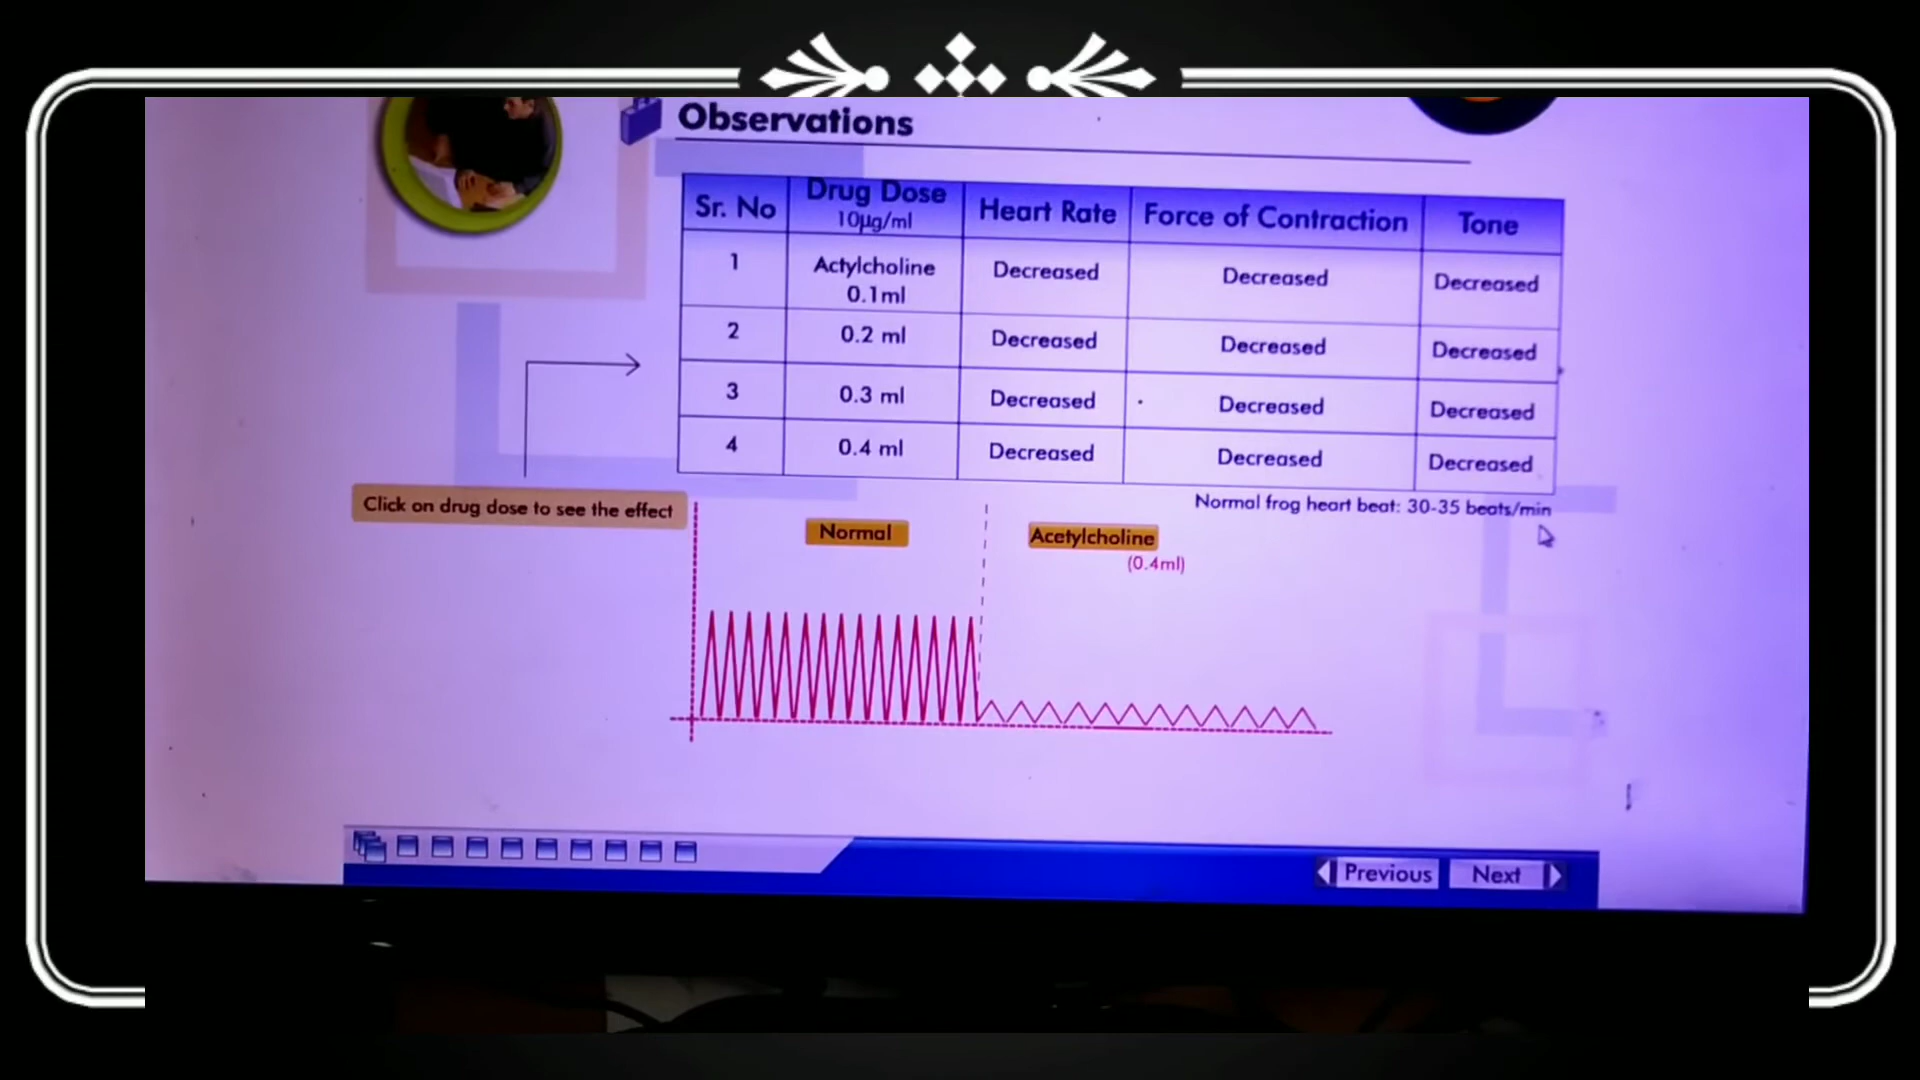 Observations
Sr. No
Drug Dose
10µg/ml
Heart Rate
Force of Contraction
Tone
1
Actylcholine
0.1ml
Decreased
Decreased
Decreased
2
0.2 ml
Decreased
Decreased
Decreased
3
0.3 ml
Decreased
Decreased
Decreased
4
0.4 ml
Decreased
Decreased
Decreased
Click on drug dose to see the effect
Normal frog heart beat: 30-35 beats/min
Normal
Acetylcholine
(0.4ml)
Previous
Next